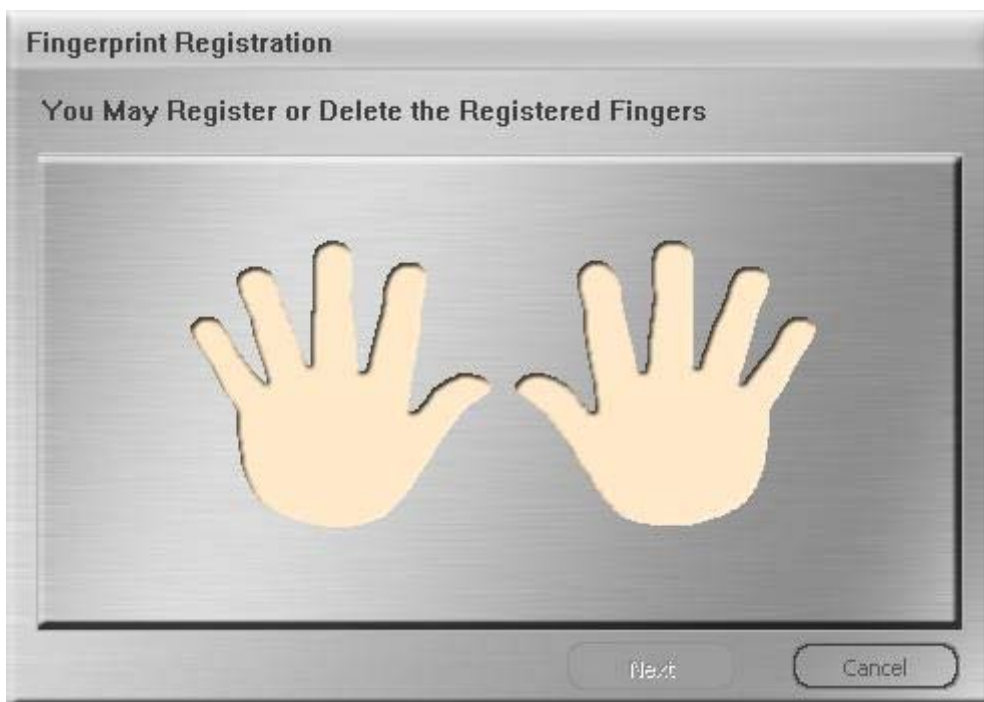 Fingerprint Registration
You May Register or Delete the Registered Fingers
Next
Cancel